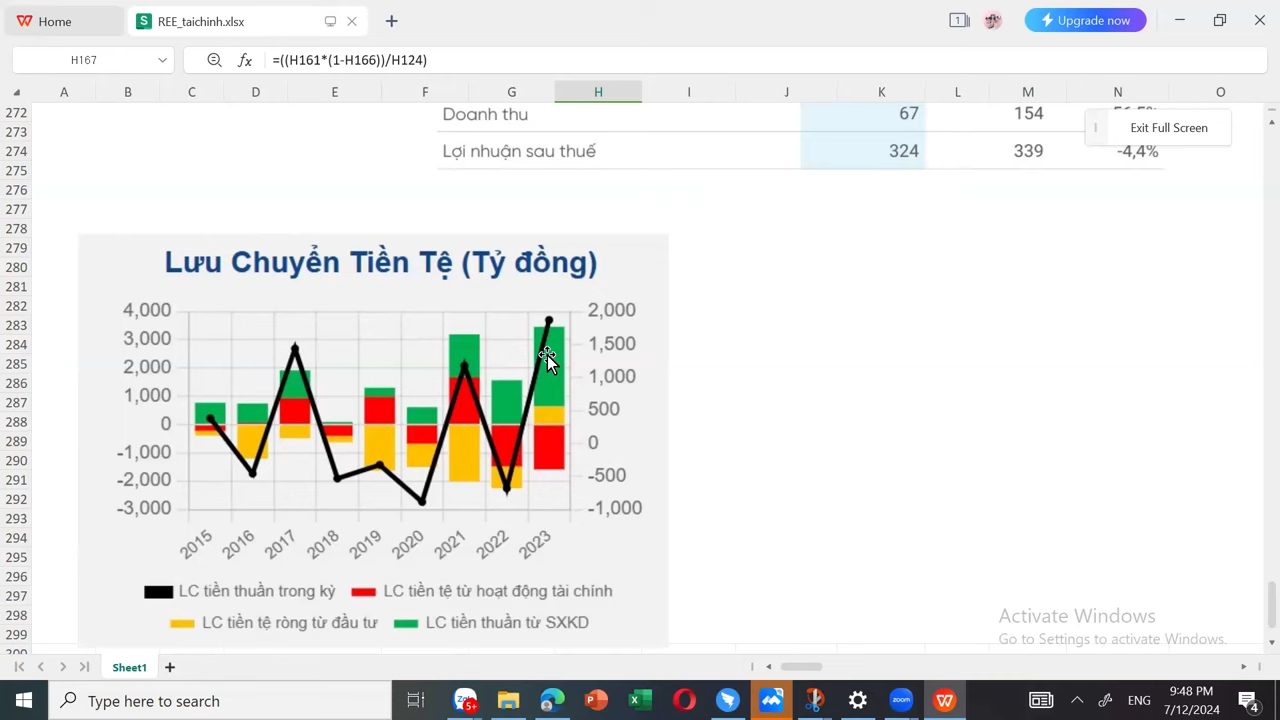 Home
REE_taichinh.xlsx
1
Upgrade now
H167
fx =((H161*(1-H166))/H124)
A B C D E F G H I J K L M N O
272
273
274
275
276
277
278
279
280
281
282
283
284
285
286
287
288
289
290
291
292
293
294
295
296
297
298
299
Doanh thu 67 154
Exit Full Screen
Lợi nhuận sau thuế 324 339 -4,4%
Lưu Chuyển Tiền Tệ (Tỷ đồng)
4,000 2,000
3,000 1,500
2,000 1,000
1,000 500
0 0
-1,000 -500
-2,000 -1,000
-3,000
2015 2016 2017 2018 2019 2020 2021 2022 2023
LC tiền thuần trong kỳ LC tiền tệ từ hoạt động tài chính
LC tiền tệ ròng từ đầu tư LC tiền thuần từ SXKD
Activate Windows
Go to Settings to activate Windows.
Sheet1
Type here to search
5+
zoom
ENG
9:48 PM
7/12/2024
4